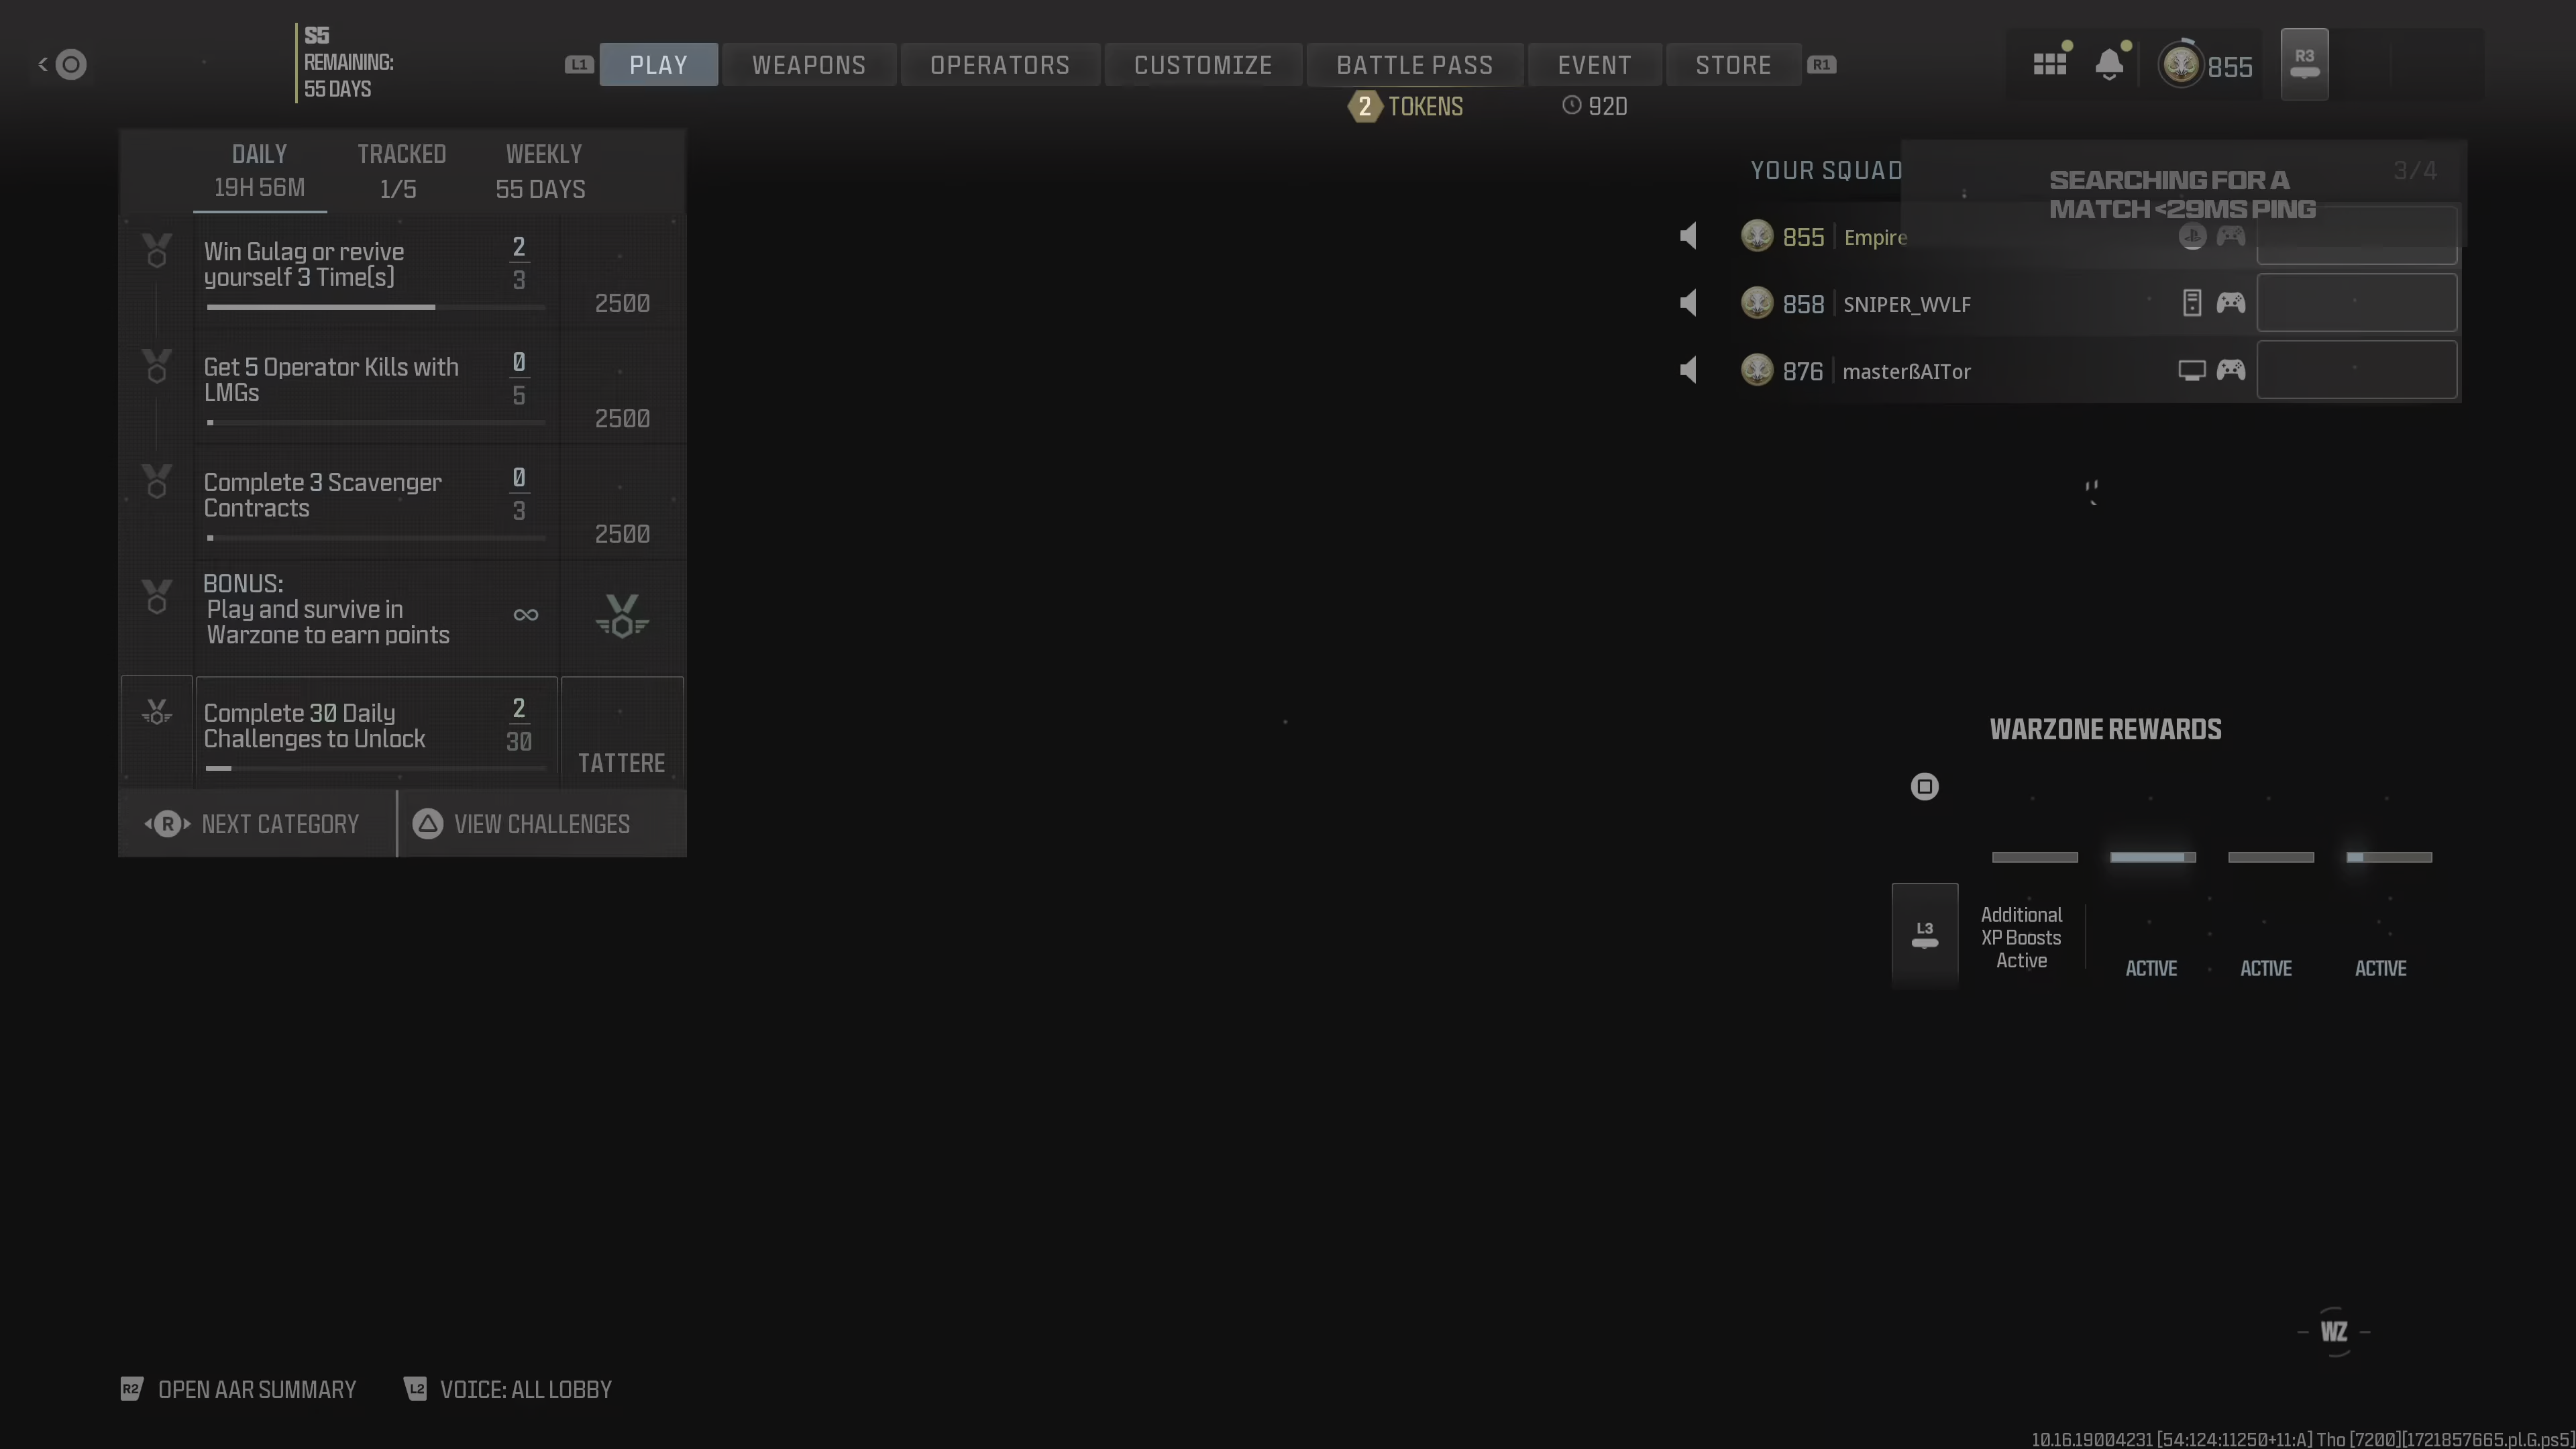 S5
REMAINING:
55 DAYS
L1
PLAY
WEAPONS
OPERATORS
CUSTOMIZE
BATTLE PASS
EVENT
STORE
R1
2 TOKENS
92D
855
R3
DAILY
19H 56M
TRACKED
1/5
WEEKLY
55 DAYS
Win Gulag or revive
yourself 3 Time[s]
2
3
2500
Get 5 Operator Kills with
LMGs
0
5
2500
Complete 3 Scavenger
Contracts
0
3
2500
BONUS:
Play and survive in
Warzone to earn points
∞
Complete 30 Daily
Challenges to Unlock
2
30
TATTERE
R NEXT CATEGORY
VIEW CHALLENGES
YOUR SQUAD
3/4
SEARCHING FOR A
MATCH <29MS PING
855 Empire
858 SNIPER_WVLF
876 masterßAITor
WARZONE REWARDS
L3
Additional
XP Boosts
Active
ACTIVE
ACTIVE
ACTIVE
WZ
R2 OPEN AAR SUMMARY
L2 VOICE: ALL LOBBY
10.16.19004231 [54:124:11250+11:A] Tho [7200][1721857665.pl.G.ps5]